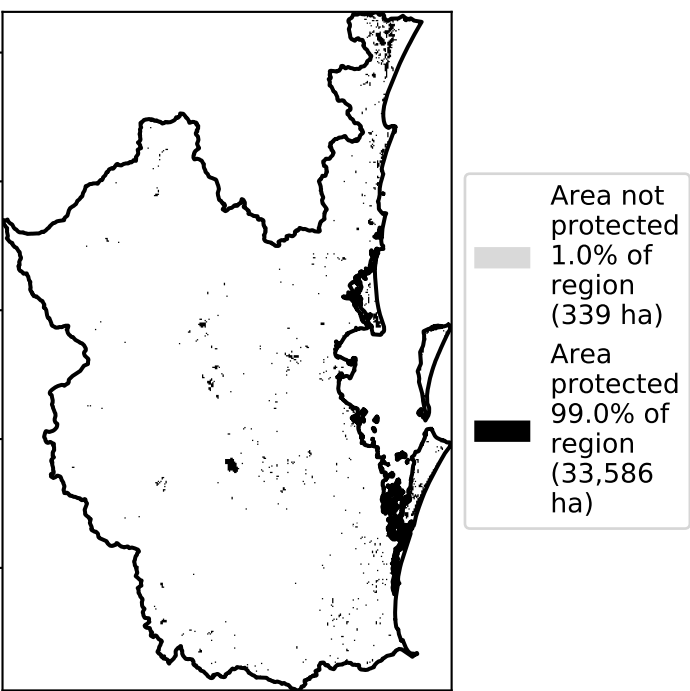 Area not
protected
1.0% of
region
(339 ha)
Area
protected
99.0% of
region
(33,586
ha)